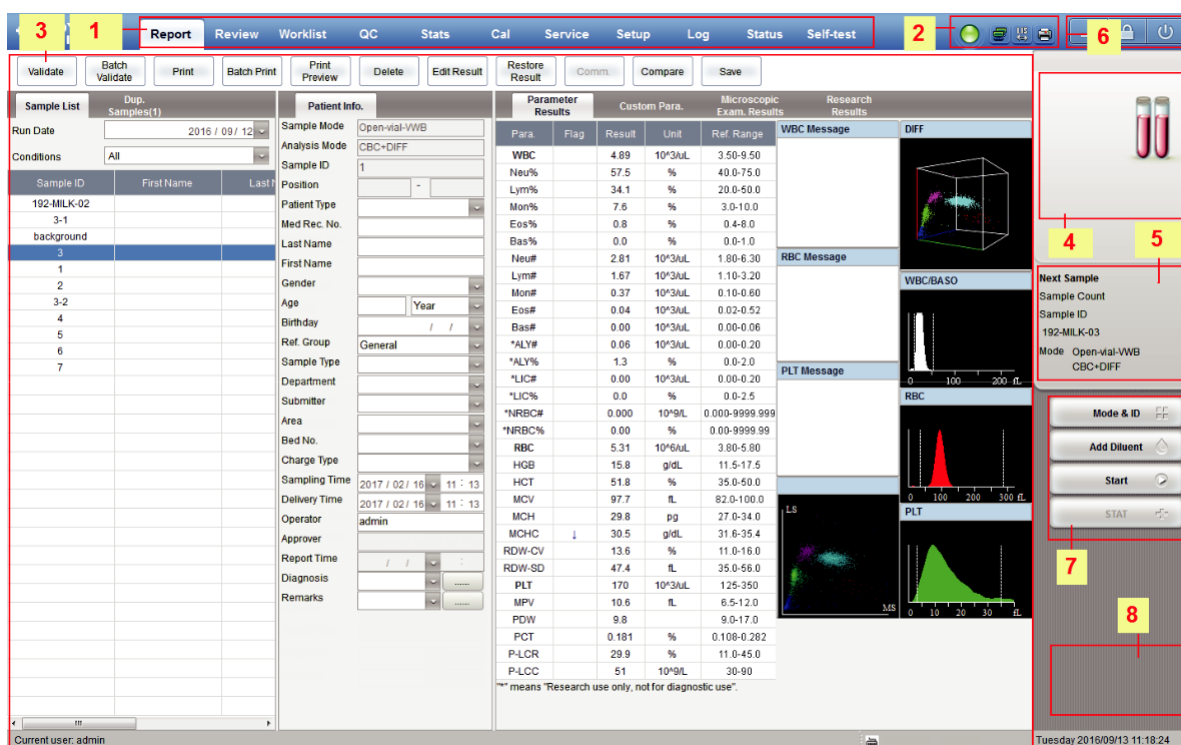 3 1 Report Review Worklist QC Stats Cal Service Setup Log Status Self-test 2 6
Validate Batch Validate Print Batch Print Print Preview Delete Edit Result Restore Result Comm. Compare Save
Sample List Dup. Samples(1)
Run Date 2016 / 09 / 12
Conditions All
Sample ID First Name Last N
192-MILK-02
3-1
background
3
1
2
3-2
4
5
6
7
Patient Info.
Sample Mode Open-vial-VWB
Analysis Mode CBC+DIFF
Sample ID 1
Position -
Patient Type
Med Rec. No.
Last Name
First Name
Gender
Age Year
Birthday / /
Ref. Group General
Sample Type
Department
Submitter
Area
Bed No.
Charge Type
Sampling Time 2017 / 02 / 16 11 : 13
Delivery Time 2017 / 02 / 16 11 : 13
Operator admin
Approver
Report Time / / :
Diagnosis ......
Remarks ......
Parameter Results Custom Para. Microscopic Exam. Results Research Results
Para. Flag Result Unit Ref. Range
WBC 4.89 10^3/uL 3.50-9.50
Neu% 57.5 % 40.0-75.0
Lym% 34.1 % 20.0-50.0
Mon% 7.6 % 3.0-10.0
Eos% 0.8 % 0.4-8.0
Bas% 0.0 % 0.0-1.0
Neu# 2.81 10^3/uL 1.80-6.30
Lym# 1.67 10^3/uL 1.10-3.20
Mon# 0.37 10^3/uL 0.10-0.60
Eos# 0.04 10^3/uL 0.02-0.52
Bas# 0.00 10^3/uL 0.00-0.06
*ALY# 0.06 10^3/uL 0.00-0.20
*ALY% 1.3 % 0.0-2.0
*LIC# 0.00 10^3/uL 0.00-0.20
*LIC% 0.0 % 0.0-2.5
*NRBC# 0.000 10^9/L 0.000-9999.999
*NRBC% 0.00 % 0.00-9999.99
RBC 5.31 10^6/uL 3.80-5.80
HGB 15.8 g/dL 11.5-17.5
HCT 51.8 % 35.0-50.0
MCV 97.7 fL 82.0-100.0
MCH 29.8 pg 27.0-34.0
MCHC ↓ 30.5 g/dL 31.6-35.4
RDW-CV 13.6 % 11.0-16.0
RDW-SD 47.4 fL 35.0-56.0
PLT 170 10^3/uL 125-350
MPV 10.6 fL 6.5-12.0
PDW 9.8 9.0-17.0
PCT 0.181 % 0.108-0.282
P-LCR 29.9 % 11.0-45.0
P-LCC 51 10^9/L 30-90
"*" means "Research use only, not for diagnostic use".
WBC Message
RBC Message
PLT Message
LS
MS
DIFF
WBC/BASO
0 100 200 fL
RBC
0 100 200 300 fL
PLT
0 10 20 30 fL
4
5
Next Sample
Sample Count
Sample ID
192-MILK-03
Mode Open-vial-VWB
CBC+DIFF
Mode & ID
Add Diluent
Start
STAT
7
8
Current user: admin
Tuesday 2016/09/13 11:18:24